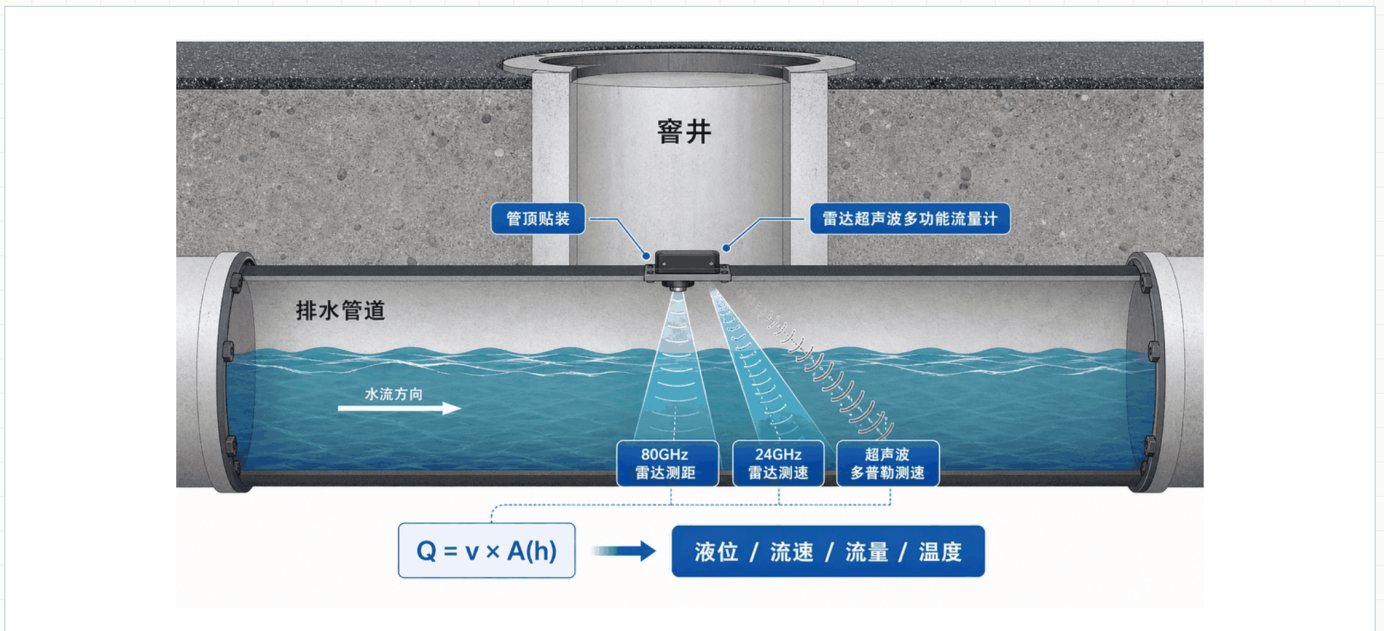 窨井
管顶贴装
雷达超声波多功能流量计
排水管道
水流方向
80GHz
雷达测距
24GHz
雷达测速
超声波
多普勒测速
Q = v × A(h)
液位 / 流速 / 流量 / 温度